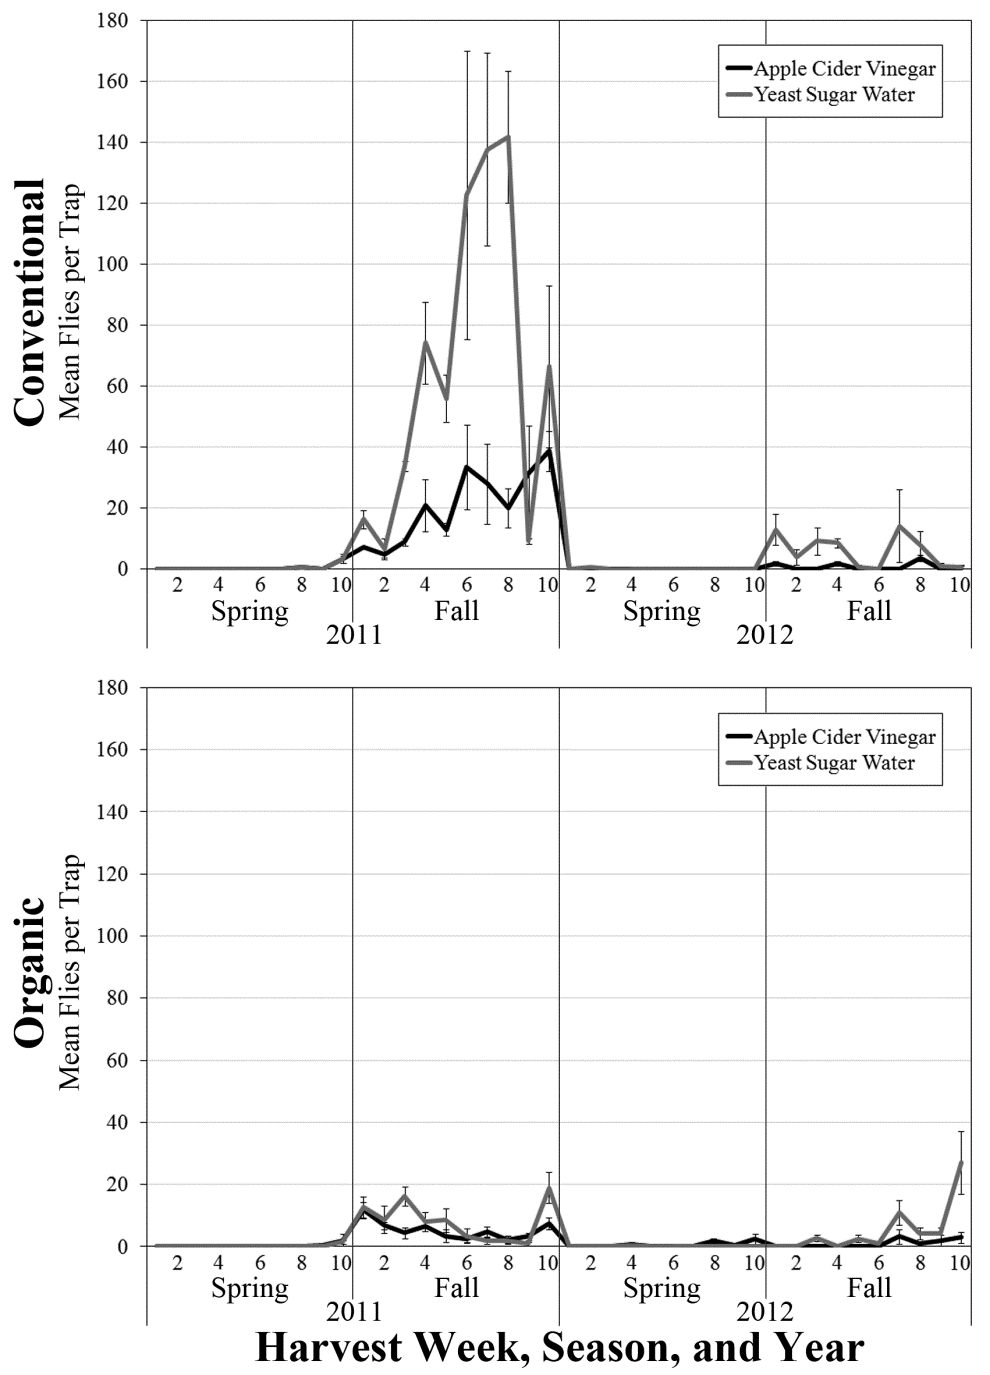 Conventional
Mean Flies per Trap
180
160
140
120
100
80
60
40
20
0
Apple Cider Vinegar
Yeast Sugar Water
2 4 6 8 10 2 4 6 8 10 2 4 6 8 10 2 4 6 8 10
Spring Fall Spring Fall
2011 2012
Organic
Mean Flies per Trap
180
160
140
120
100
80
60
40
20
0
Apple Cider Vinegar
Yeast Sugar Water
2 4 6 8 10 2 4 6 8 10 2 4 6 8 10 2 4 6 8 10
Spring Fall Spring Fall
2011 2012
Harvest Week, Season, and Year